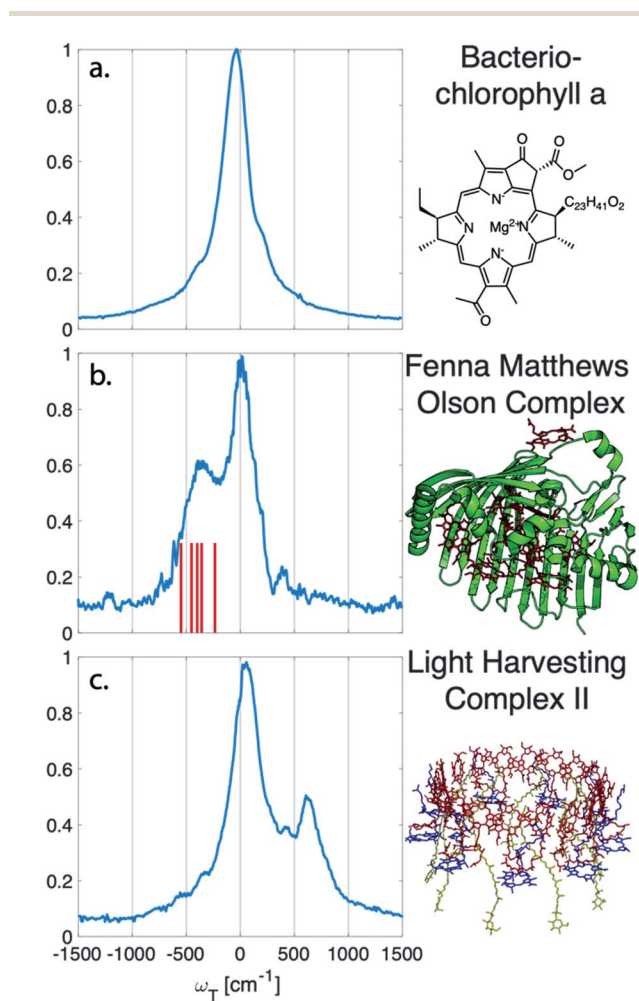 a.
1
0.8
0.6
0.4
0.2
0
Bacterio-
chlorophyll a
O
O
O
N
C₂₃H₄₁O₂
N
Mg²⁺
N
N⁻
O
b.
1
0.8
0.6
0.4
0.2
0
Fenna Matthews
Olson Complex
c.
1
0.8
0.6
0.4
0.2
0
-1500 -1000 -500 0 500 1000 1500
ω_T [cm⁻¹]
Light Harvesting
Complex II